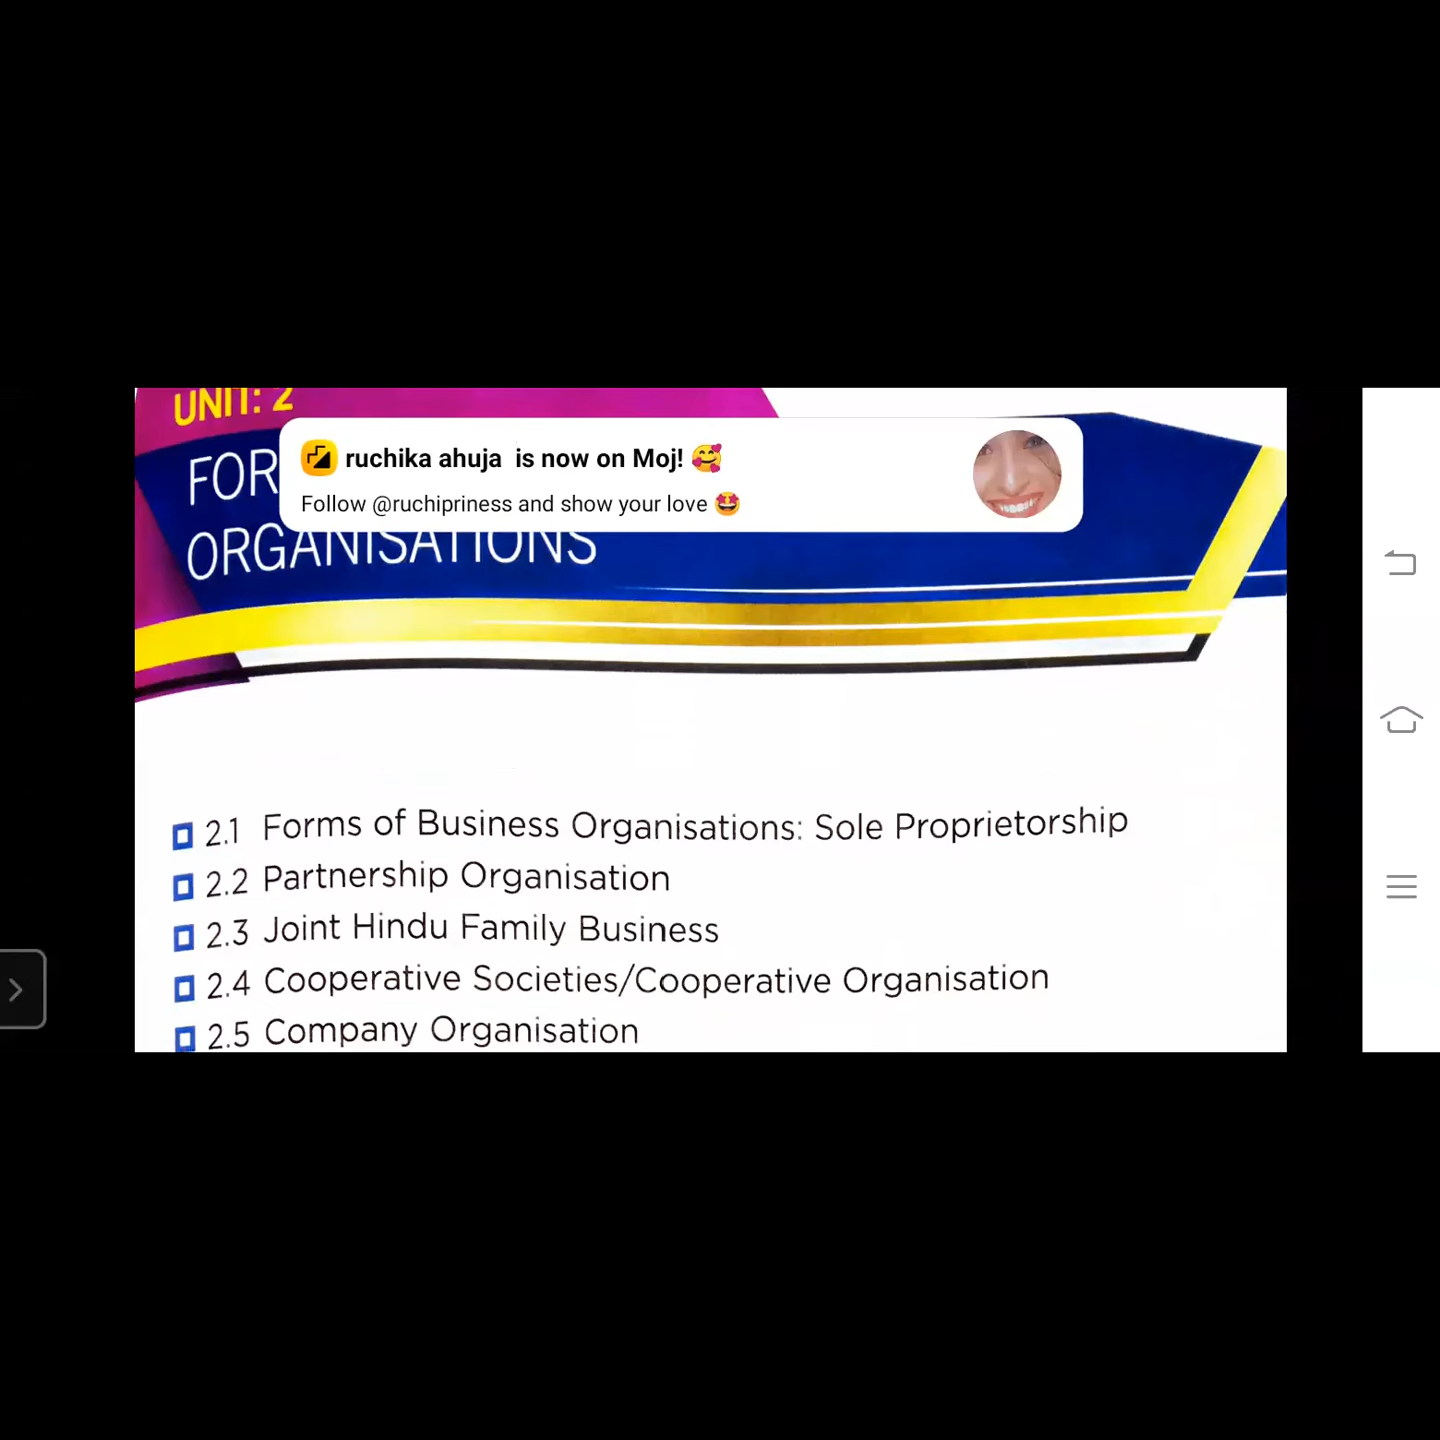 UNIT: 2
ruchika ahuja is now on Moj! 🥰
Follow @ruchipriness and show your love 🤩
FOR
ORGANISATIONS
2.1 Forms of Business Organisations: Sole Proprietorship
2.2 Partnership Organisation
2.3 Joint Hindu Family Business
2.4 Cooperative Societies/Cooperative Organisation
2.5 Company Organisation